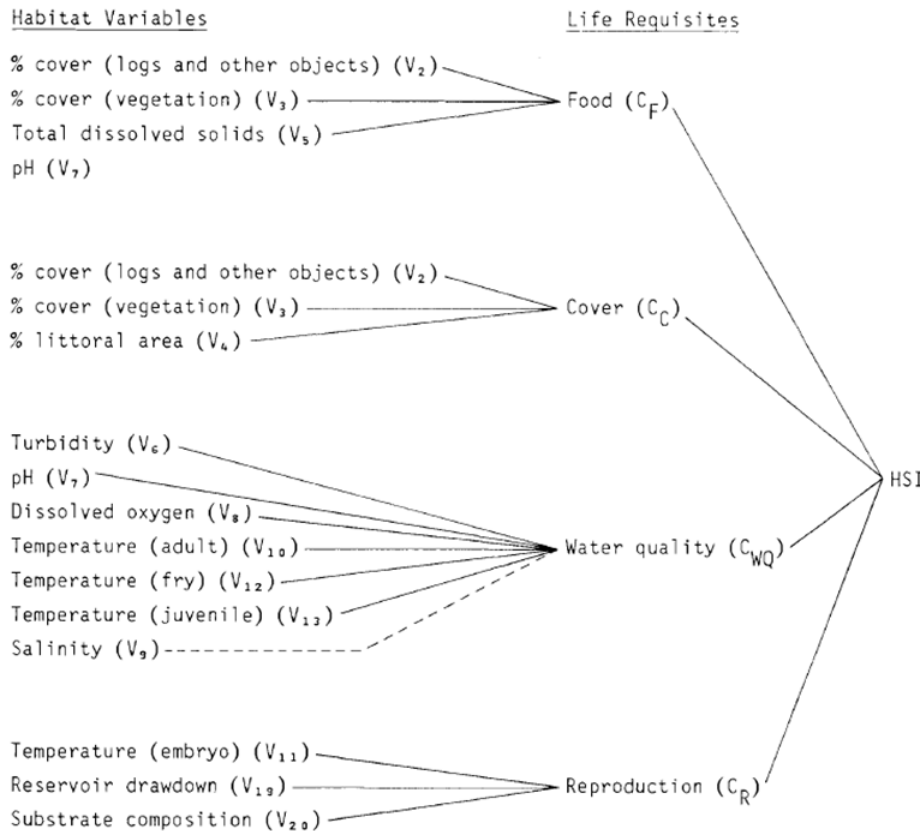 Habitat Variables
Life Requisites
% cover (logs and other objects) (V₂)
% cover (vegetation) (V₃)
Food (C_F)
Total dissolved solids (V₅)
pH (V₇)
% cover (logs and other objects) (V₂)
% cover (vegetation) (V₃)
Cover (C_C)
% littoral area (V₄)
Turbidity (V₆)
pH (V₇)
HSI
Dissolved oxygen (V₈)
Temperature (adult) (V₁₀)
Water quality (C_WQ)
Temperature (fry) (V₁₂)
Temperature (juvenile) (V₁₃)
Salinity (V₉)
Temperature (embryo) (V₁₁)
Reservoir drawdown (V₁₉)
Reproduction (C_R)
Substrate composition (V₂₀)